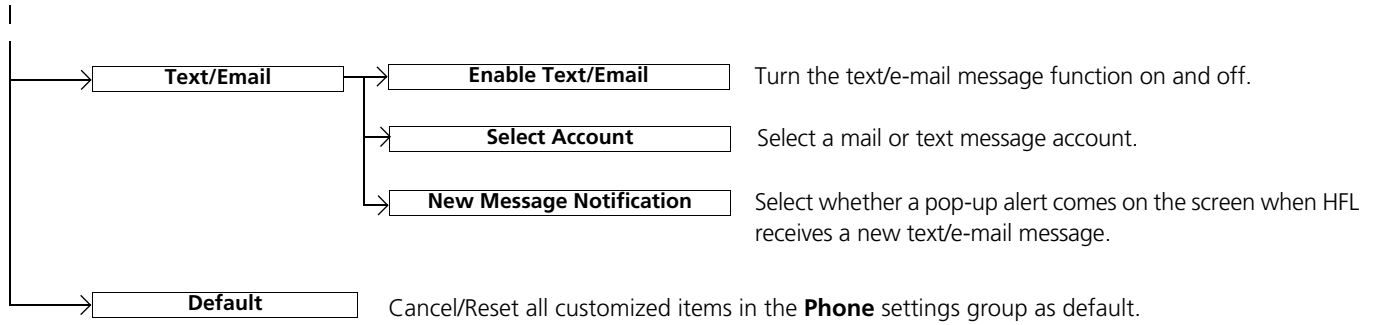 Text/Email
Enable Text/Email
Turn the text/e-mail message function on and off.
Select Account
Select a mail or text message account.
New Message Notification
Select whether a pop-up alert comes on the screen when HFL
receives a new text/e-mail message.
Default
Cancel/Reset all customized items in the Phone settings group as default.